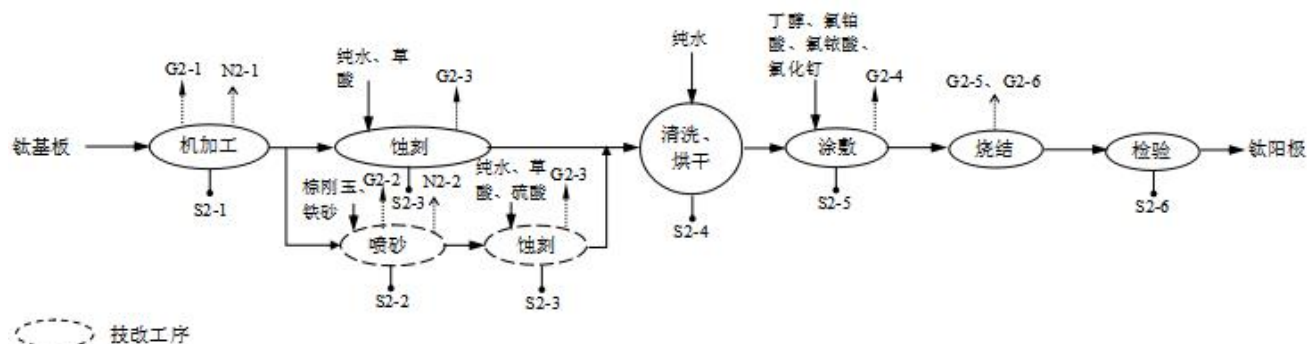 丁醇、氯铂
酸、氯铱酸、
氯化钌
纯水
G2-1
N2-1
纯水、草
酸
G2-3
G2-4
G2-5、G2-6
钛基板
机加工
蚀刻
清洗、
烘干
涂敷
烧结
检验
钛阳极
S2-1
棕刚玉、
铁砂
G2-2
N2-2
S2-3
纯水、草
酸、硫酸
G2-3
S2-4
S2-5
S2-6
喷砂
蚀刻
S2-2
S2-3
技改工序